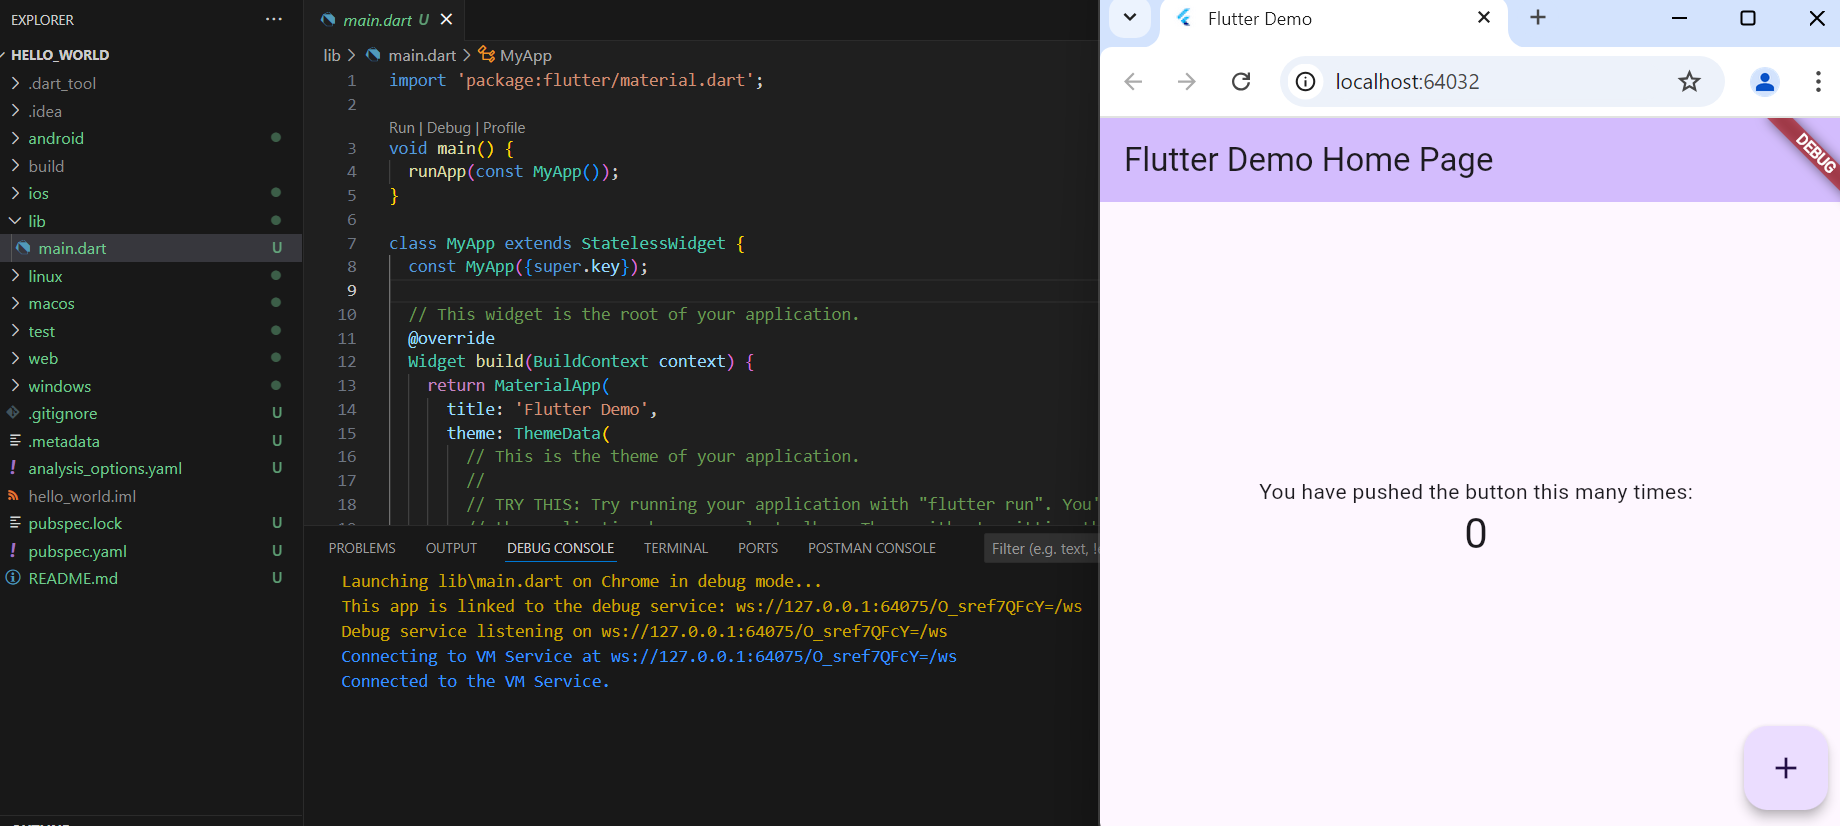 EXPLORER
HELLO_WORLD
.dart_tool
.idea
android
build
ios
lib
main.dart U
linux
macos
test
web
windows
.gitignore U
.metadata U
analysis_options.yaml U
hello_world.iml
pubspec.lock U
pubspec.yaml U
README.md U
main.dart U
lib > main.dart > MyApp
1 import 'package:flutter/material.dart';
2
Run | Debug | Profile
3 void main() {
4 runApp(const MyApp());
5 }
6
7 class MyApp extends StatelessWidget {
8 const MyApp({super.key});
9
10 // This widget is the root of your application.
11 @override
12 Widget build(BuildContext context) {
13 return MaterialApp(
14 title: 'Flutter Demo',
15 theme: ThemeData(
16 // This is the theme of your application.
17 //
18 // TRY THIS: Try running your application with "flutter run". You'
PROBLEMS OUTPUT DEBUG CONSOLE TERMINAL PORTS POSTMAN CONSOLE Filter (e.g. text, !
Launching lib\main.dart on Chrome in debug mode...
This app is linked to the debug service: ws://127.0.0.1:64075/O_sref7QFcY=/ws
Debug service listening on ws://127.0.0.1:64075/O_sref7QFcY=/ws
Connecting to VM Service at ws://127.0.0.1:64075/O_sref7QFcY=/ws
Connected to the VM Service.
Flutter Demo
localhost:64032
Flutter Demo Home Page
DEBUG
You have pushed the button this many times:
0